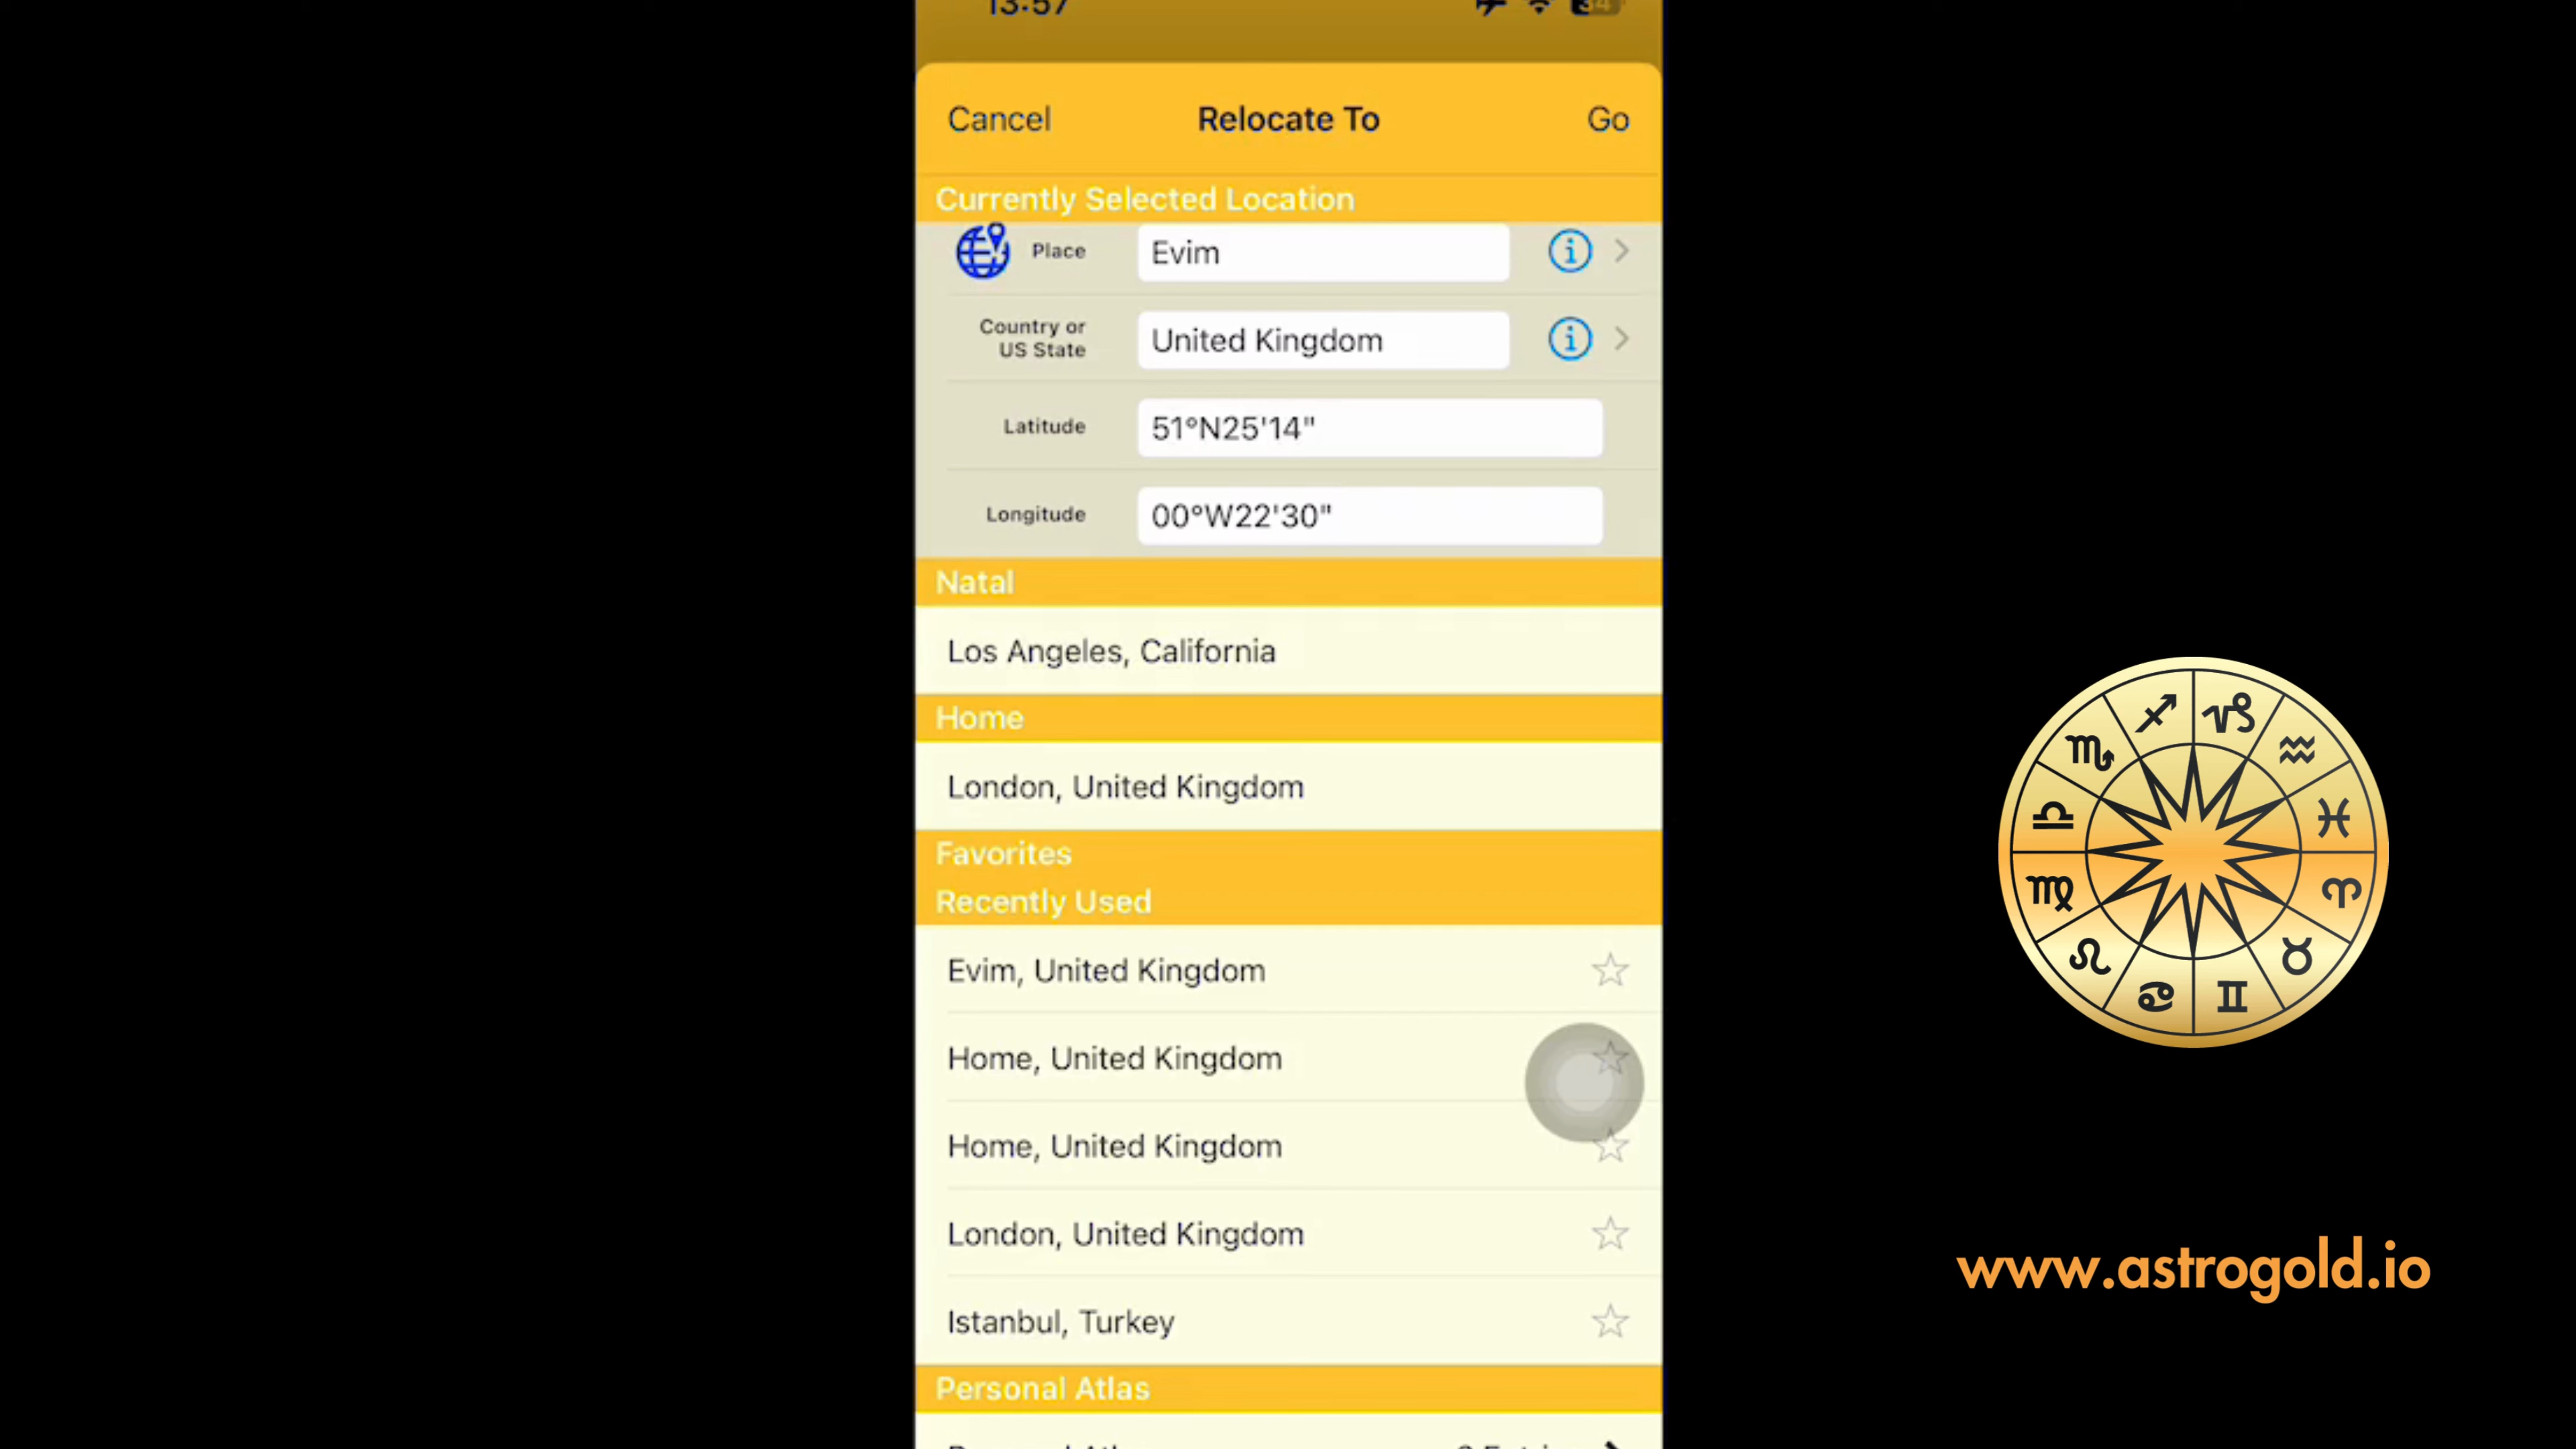 13:57
34
Cancel
Relocate To
Go
Currently Selected Location
Place
Evim
Country or
US State
United Kingdom
Latitude
51°N25'14"
Longitude
00°W22'30"
Natal
Los Angeles, California
Home
London, United Kingdom
Favorites
Recently Used
Evim, United Kingdom
Home, United Kingdom
Home, United Kingdom
London, United Kingdom
Istanbul, Turkey
Personal Atlas
www.astrogold.io